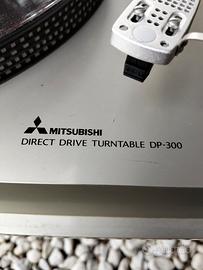 MITSUBISHI
DIRECT DRIVE TURNTABLE DP-300